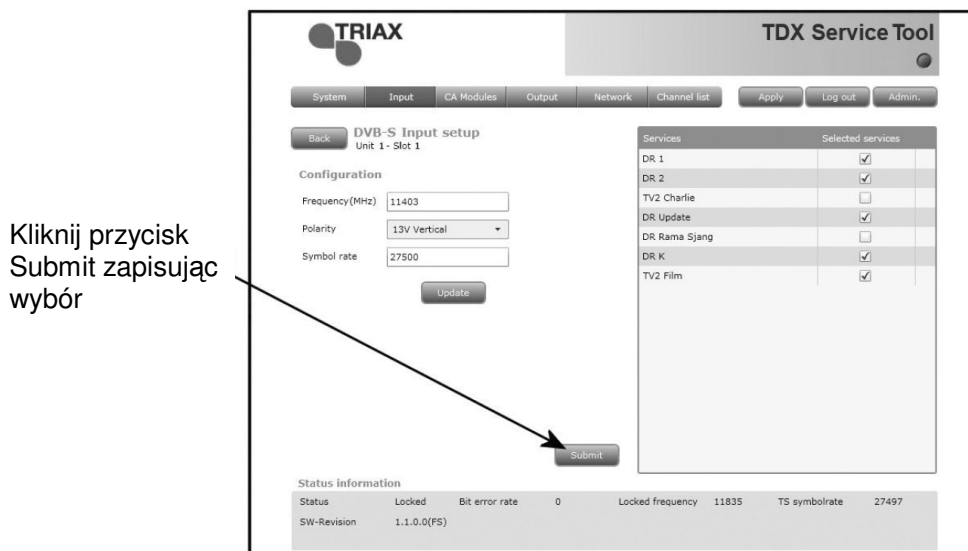 TRIAX
TDX Service Tool
System Input CA Modules Output Network Channel list Apply Log out Admin.
Back DVB-S Input setup
Unit 1- Slot 1
Configuration
Frequency(MHz) 11403
Polarity 13V Vertical
Symbol rate 27500
Update
Services Selected services
DR 1
DR 2
TV2 Charlie
DR Update
DR Rama Sjang
DR K
TV2 Film
Kliknij przycisk
Submit zapisując
wybór
Submit
Status information
Status Locked Bit error rate 0 Locked frequency 11835 TS symbolrate 27497
SW-Revision 1.1.0.0(FS)